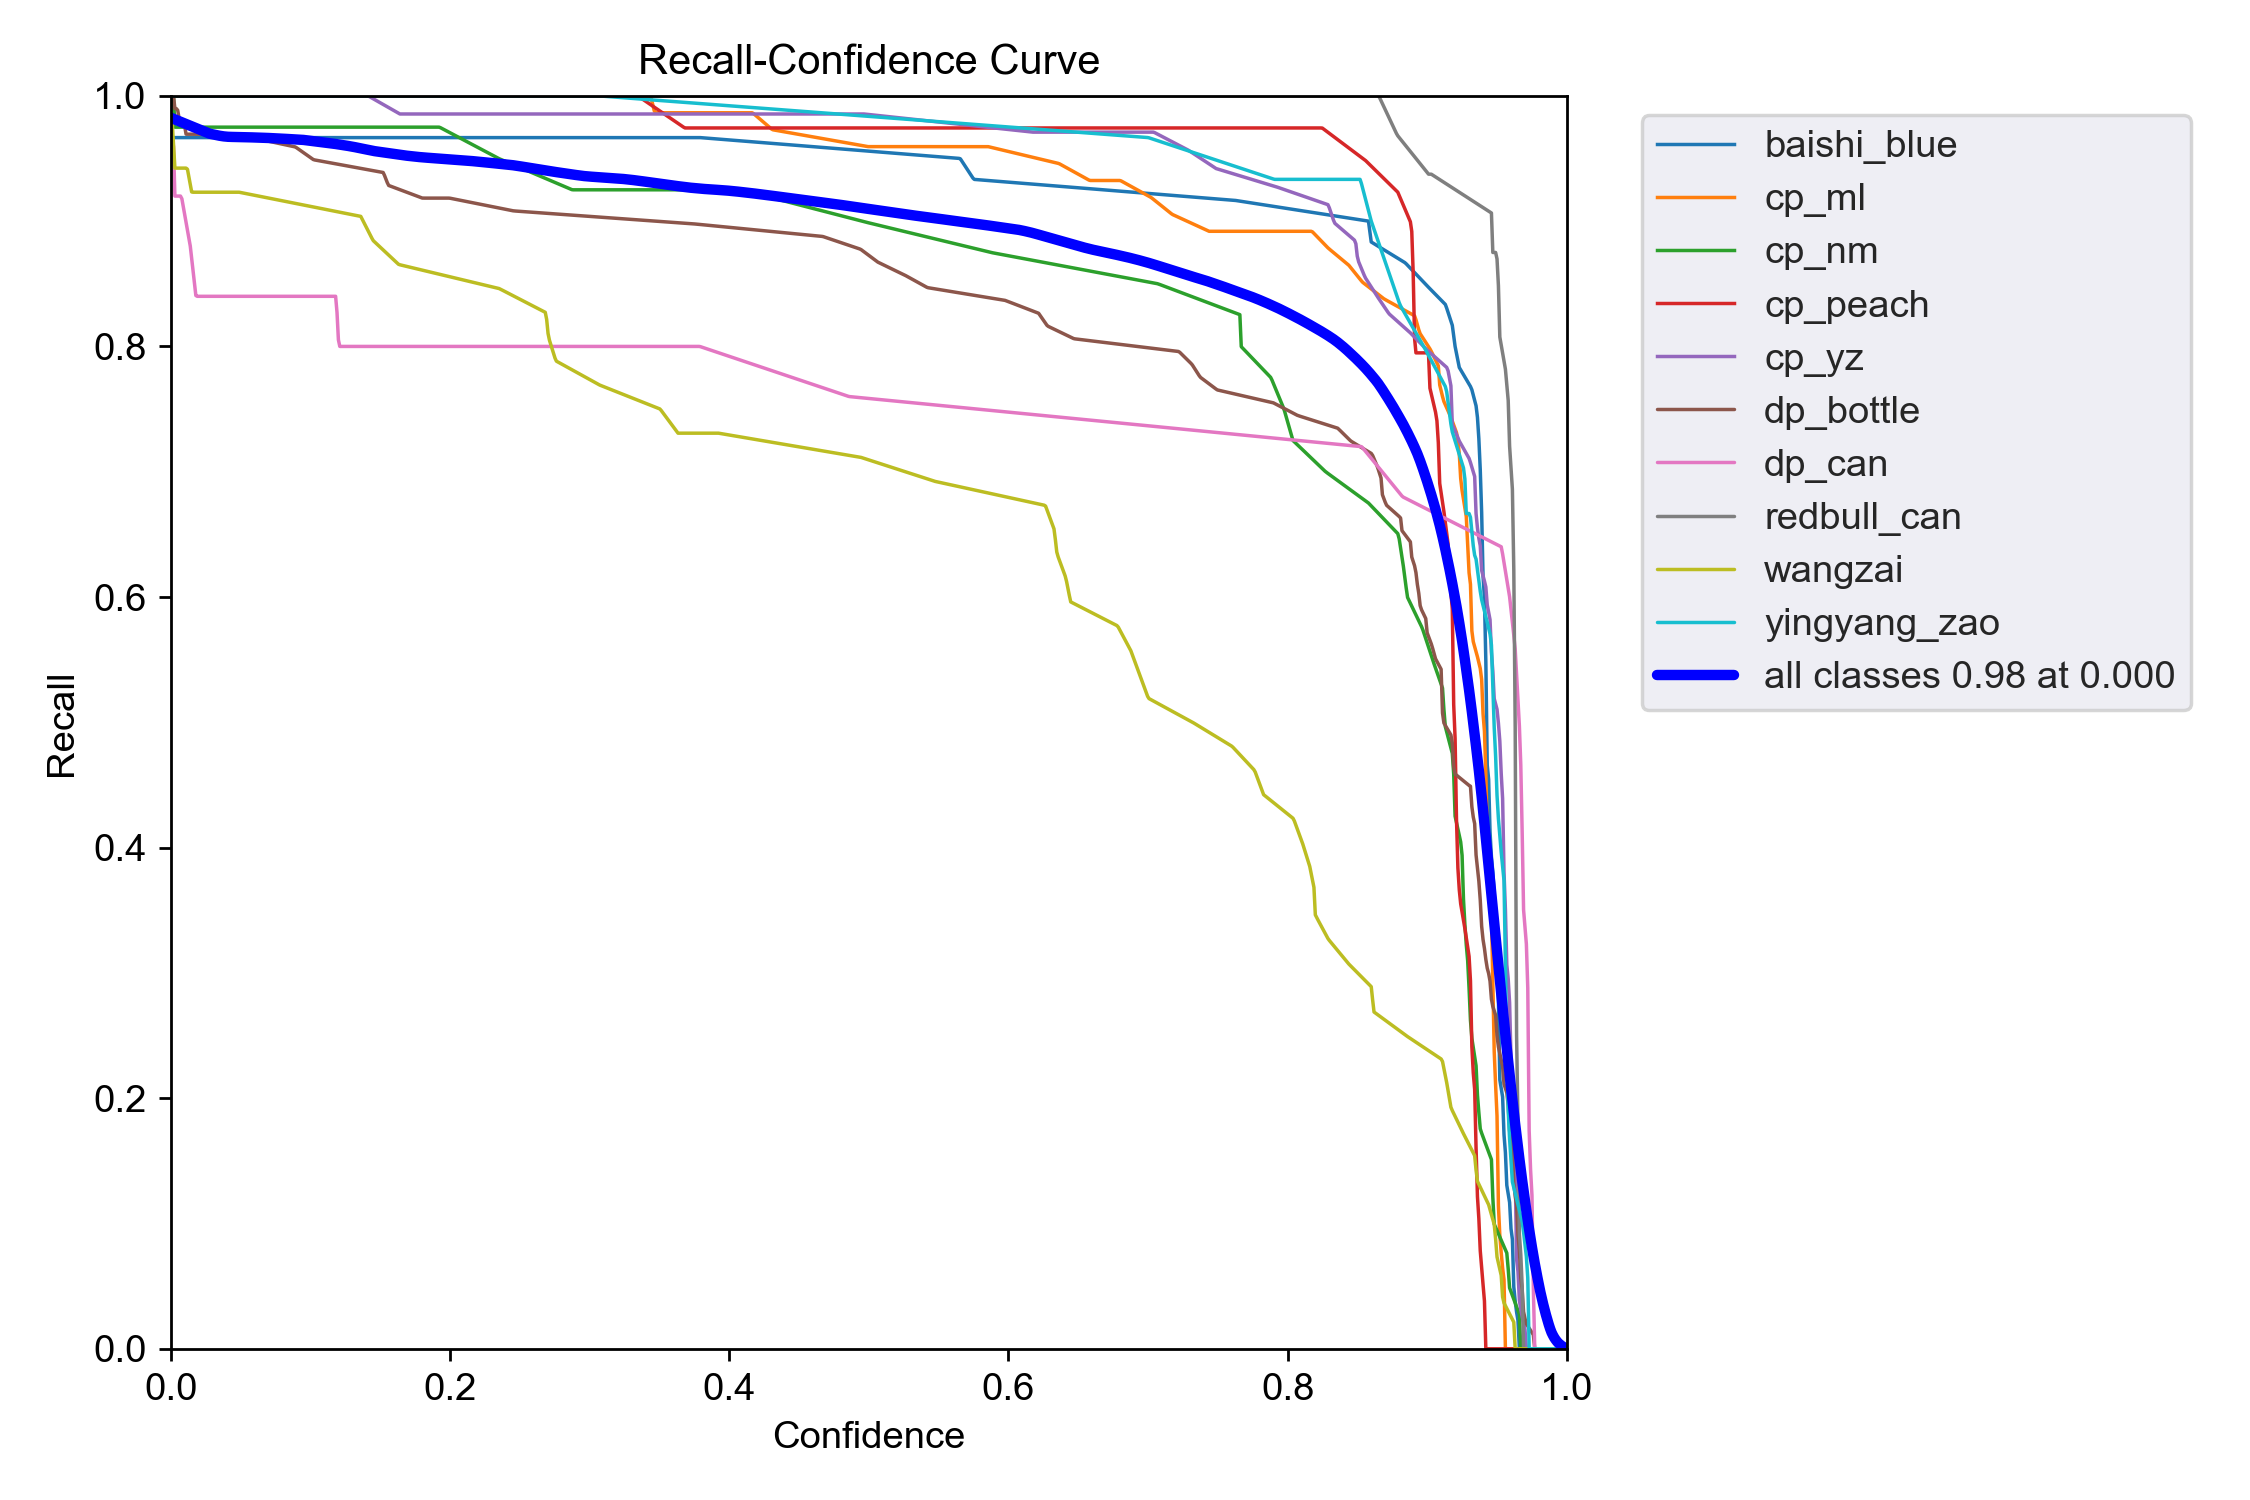 Recall-Confidence Curve
1.0
0.8
0.6
0.4
0.2
0.0
Recall
0.0 0.2 0.4 0.6 0.8 1.0
Confidence
baishi_blue
cp_ml
cp_nm
cp_peach
cp_yz
dp_bottle
dp_can
redbull_can
wangzai
yingyang_zao
all classes 0.98 at 0.000